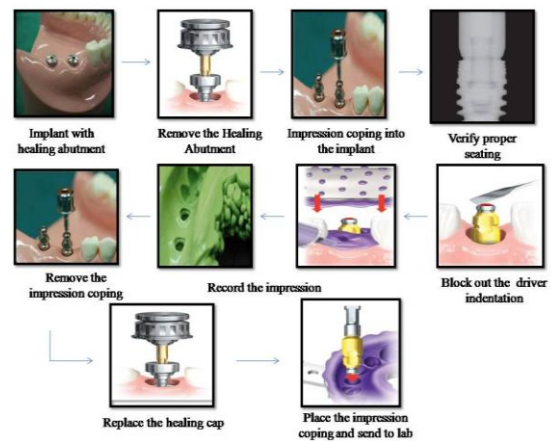 Implant with
healing abutment
Remove the Healing
Abutment
Impression coping into
the implant
Verify proper
seating
Remove the
impression coping
Record the impression
Block out the driver
indentation
Replace the healing cap
Place the impression
coping and send to lab